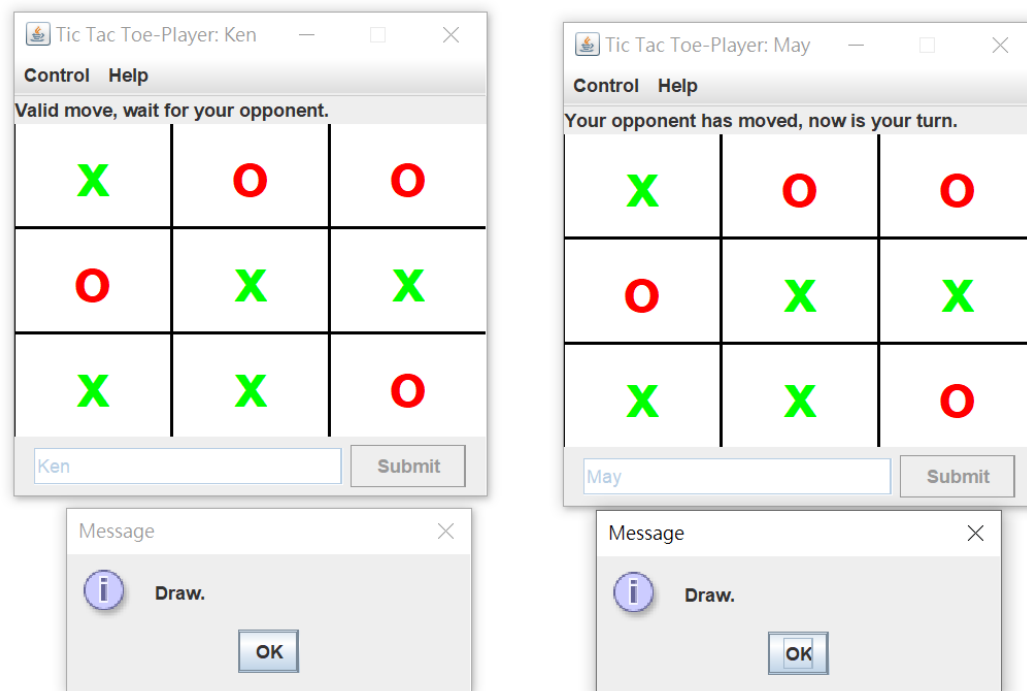 Tic Tac Toe-Player: Ken
Control Help
Valid move, wait for your opponent.
X O O
O X X
X X O
Ken Submit
Message
Draw.
OK
Tic Tac Toe-Player: May
Control Help
Your opponent has moved, now is your turn.
X O O
O X X
X X O
May Submit
Message
Draw.
OK